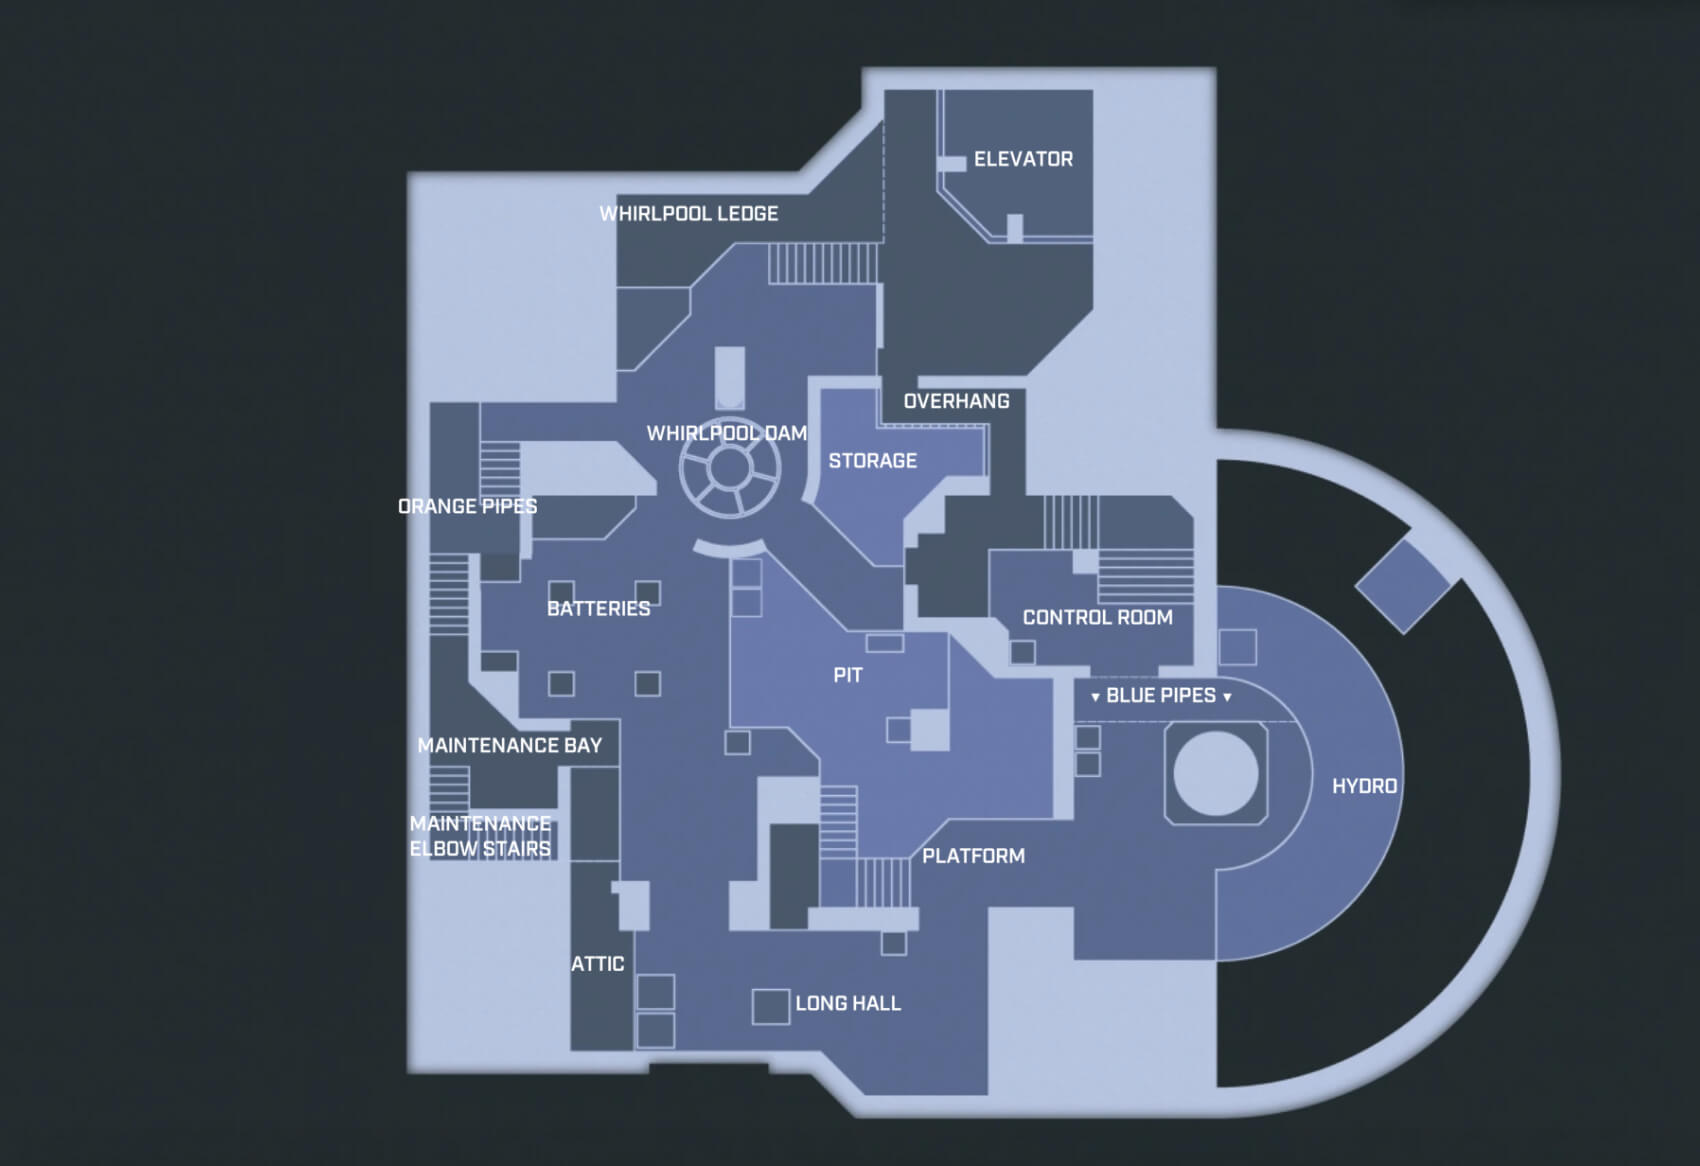 ELEVATOR
WHIRLPOOL LEDGE
OVERHANG
WHIRLPOOL DAM
STORAGE
ORANGE PIPES
BATTERIES
CONTROL ROOM
PIT
▼ BLUE PIPES ▼
MAINTENANCE BAY
HYDRO
MAINTENANCE
ELBOW STAIRS
PLATFORM
ATTIC
LONG HALL